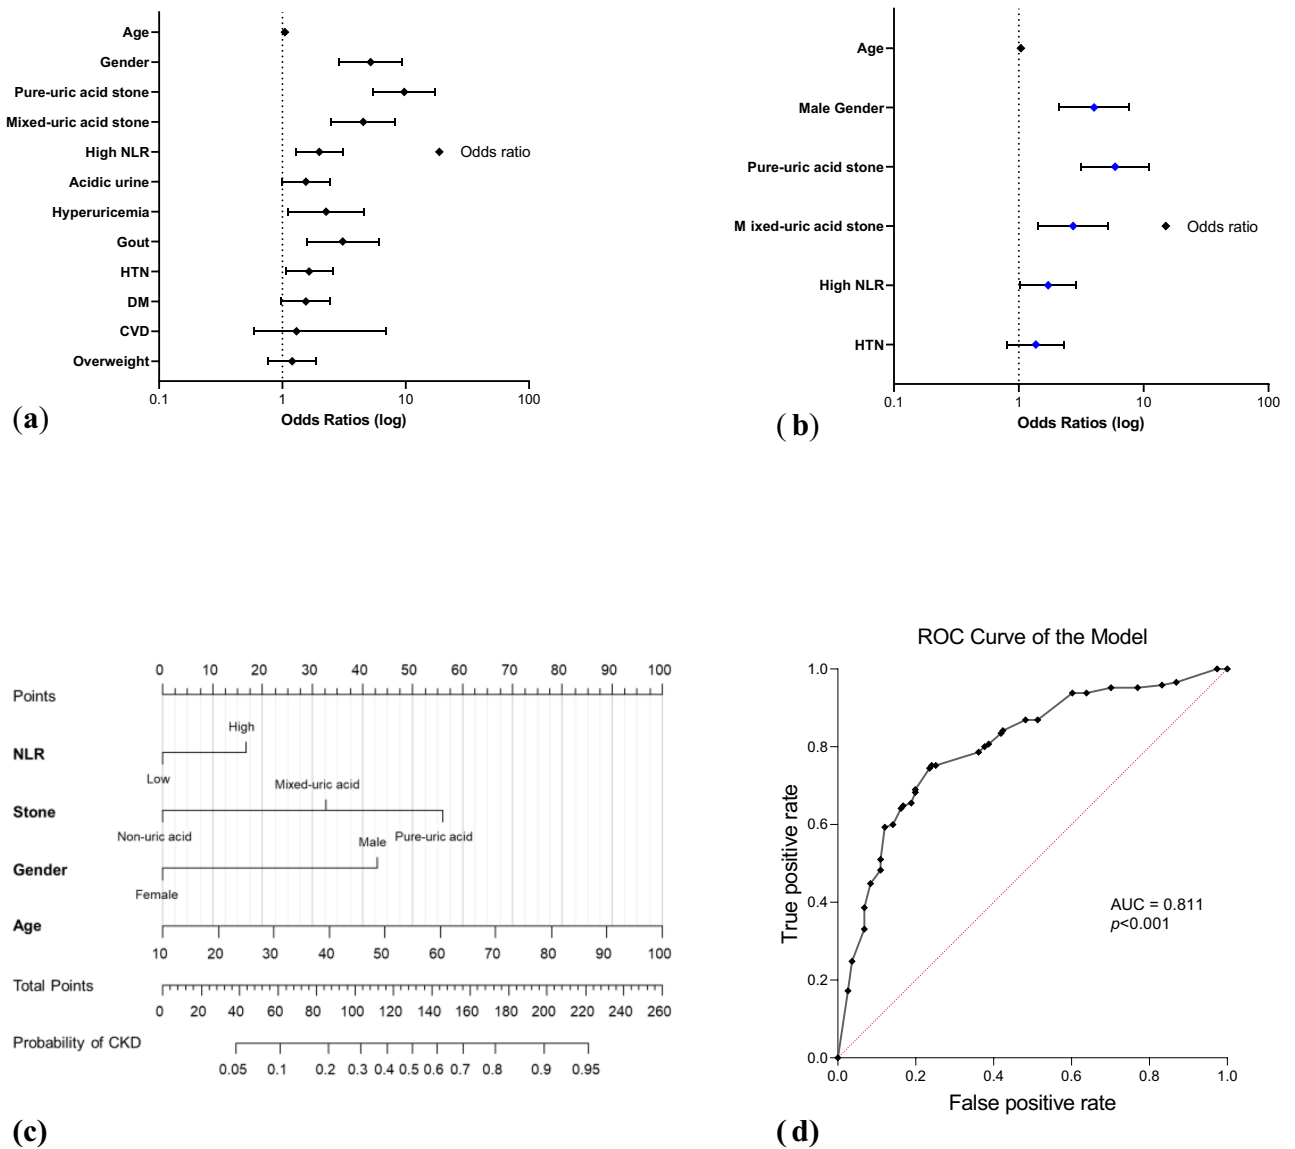 Age
Gender
Pure-uric acid stone
Mixed-uric acid stone
High NLR
Acidic urine
Hyperuricemia
Gout
HTN
DM
CVD
Overweight
Odds ratio
0.1 1 10 100
Odds Ratios (log)
(a)
Age
Male Gender
Pure-uric acid stone
M ixed-uric acid stone
High NLR
HTN
Odds ratio
0.1 1 10 100
Odds Ratios (log)
( b)
0 10 20 30 40 50 60 70 80 90 100
Points
High
NLR
Low
Mixed-uric acid
Stone
Non-uric acid Pure-uric acid
Male
Gender
Female
Age
10 20 30 40 50 60 70 80 90 100
Total Points
0 20 40 60 80 100 120 140 160 180 200 220 240 260
Probability of CKD
0.05 0.1 0.2 0.3 0.4 0.5 0.6 0.7 0.8 0.9 0.95
(c)
ROC Curve of the Model
True positive rate
1.0
0.8
0.6
0.4
0.2
0.0
AUC = 0.811
p<0.001
0.0 0.2 0.4 0.6 0.8 1.0
False positive rate
( d)